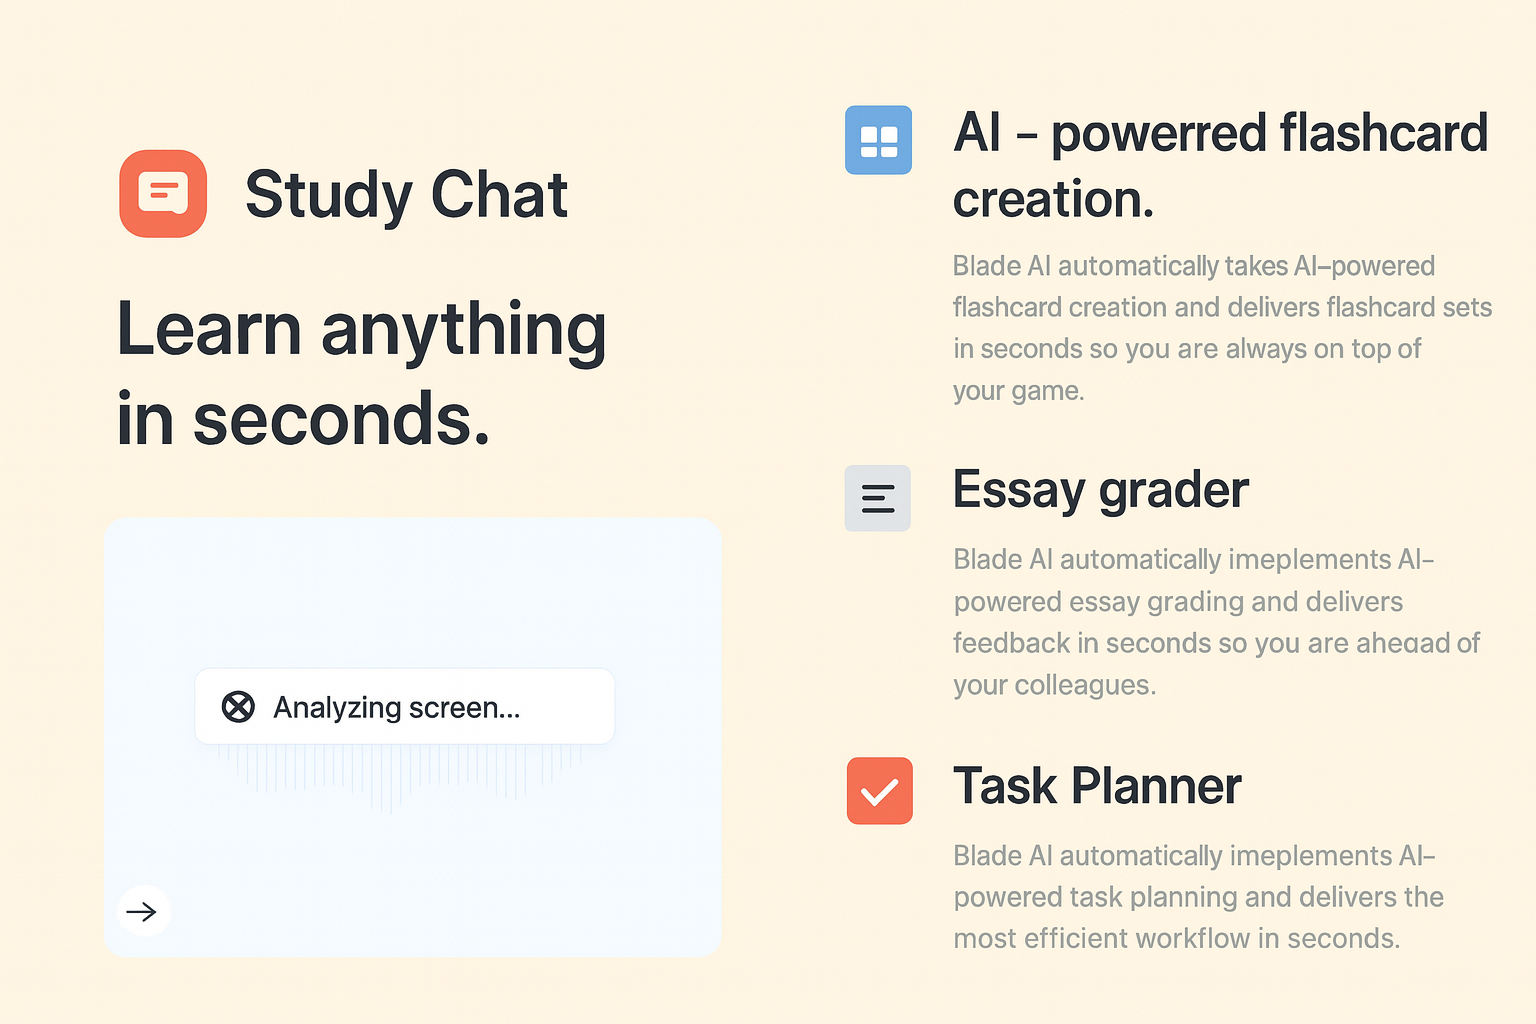 Study Chat
Learn anything
in seconds.
Analyzing screen...
AI – powerred flashcard
creation.
Blade AI automatically takes AI–powered
flashcard creation and delivers flashcard sets
in seconds so you are always on top of
your game.
Essay grader
Blade AI automatically imeplements AI–
powered essay grading and delivers
feedback in seconds so you are aheɑad of
your colleagues.
Task Planner
Blade AI automatically imeplements AI–
powered task planning and delivers the
most efficient workflow in seconds.